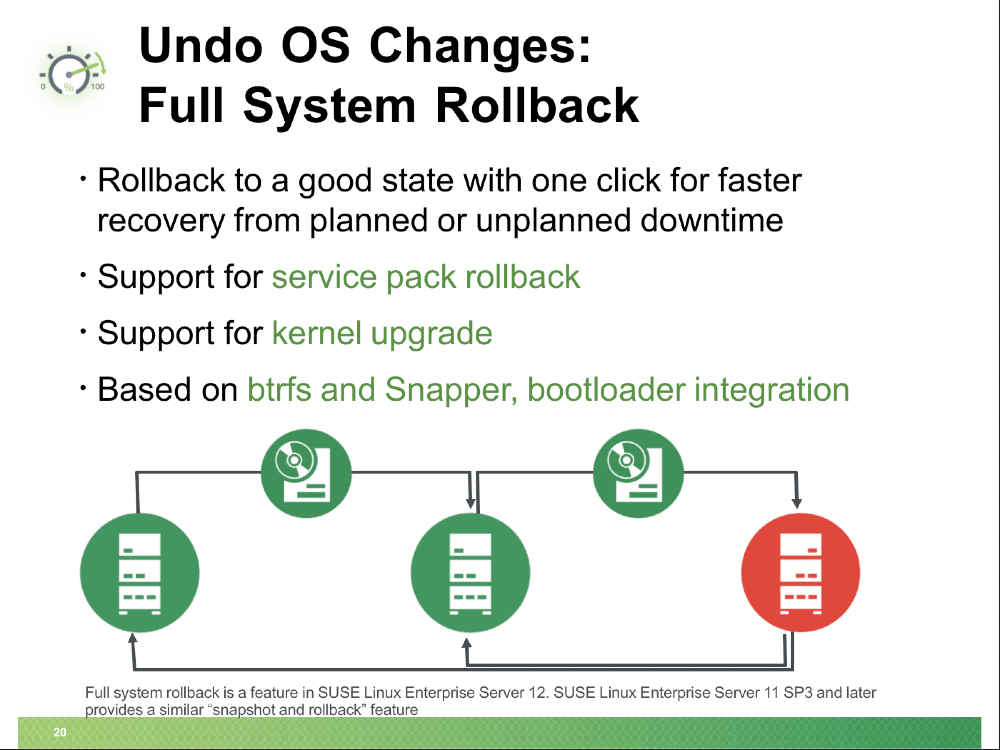 Undo OS Changes:
Full System Rollback
0 % 100
• Rollback to a good state with one click for faster
recovery from planned or unplanned downtime
• Support for service pack rollback
• Support for kernel upgrade
• Based on btrfs and Snapper, bootloader integration
Full system rollback is a feature in SUSE Linux Enterprise Server 12. SUSE Linux Enterprise Server 11 SP3 and later
provides a similar “snapshot and rollback” feature
20